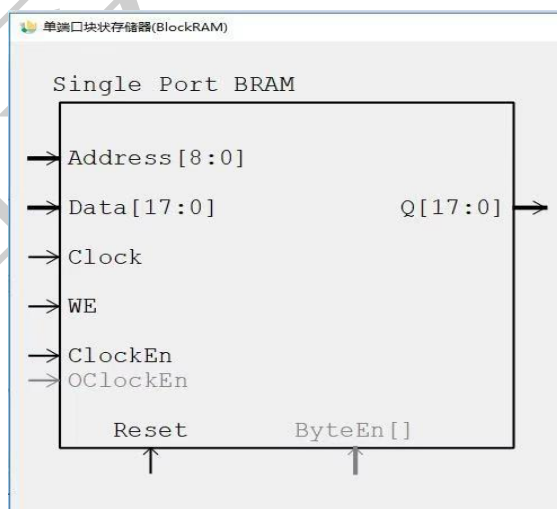 单端口块状存储器(BlockRAM)
Single Port BRAM
Address[8:0]
Data[17:0] Q[17:0]
Clock
WE
ClockEn
OClockEn
Reset ByteEn[]